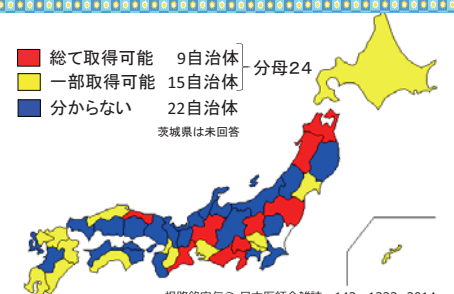 総て取得可能 9自治体
一部取得可能 15自治体
分母24
分からない 22自治体
茨城県は未回答